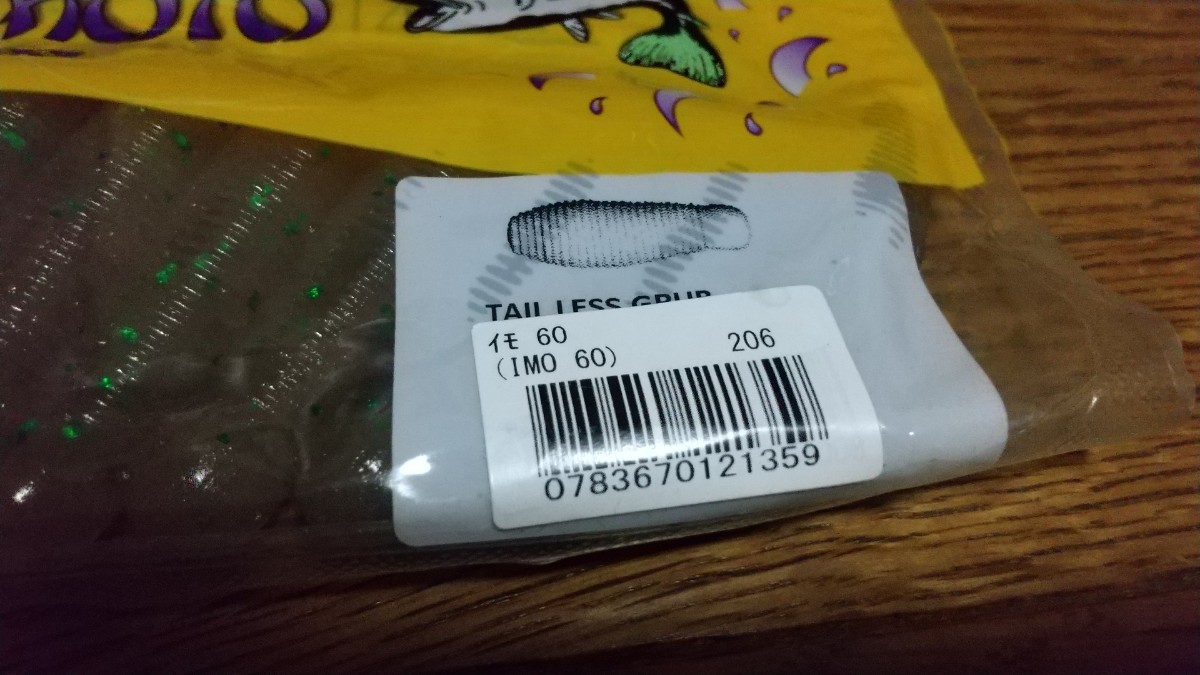 TAIL LESS GRUB
ｲﾓ 60
206
(IMO 60)
0783670121359